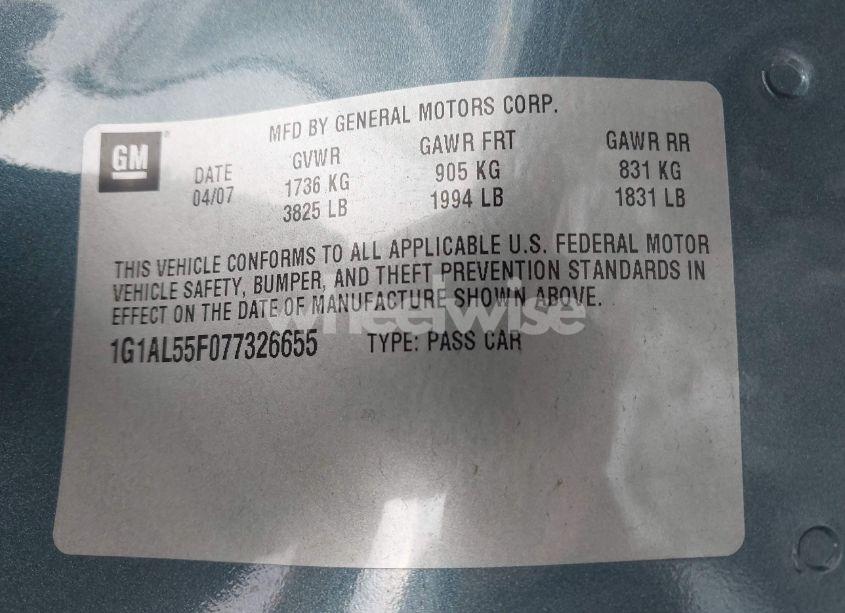 MFD BY GENERAL MOTORS CORP.
GM
DATE GVWR GAWR FRT GAWR RR
04/07 1736 KG 905 KG 831 KG
3825 LB 1994 LB 1831 LB
THIS VEHICLE CONFORMS TO ALL APPLICABLE U.S. FEDERAL MOTOR
VEHICLE SAFETY, BUMPER, AND THEFT PREVENTION STANDARDS IN
EFFECT ON THE DATE OF MANUFACTURE SHOWN ABOVE.
wheelwise
1G1AL55F077326655 TYPE: PASS CAR